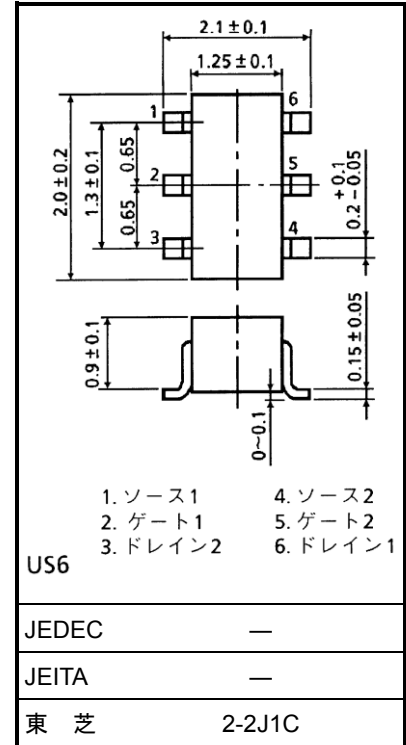 2.1±0.1
1.25±0.1
1
6
2.0±0.2
1.3±0.1
0.65
2
5
+0.1
0.2-0.05
0.65
3
4
0.9±0.1
0.15±0.05
0~0.1
1. ソース1 4. ソース2
2. ゲート1 5. ゲート2
3. ドレイン2 6. ドレイン1
US6
JEDEC ―
JEITA ―
東 芝 2-2J1C